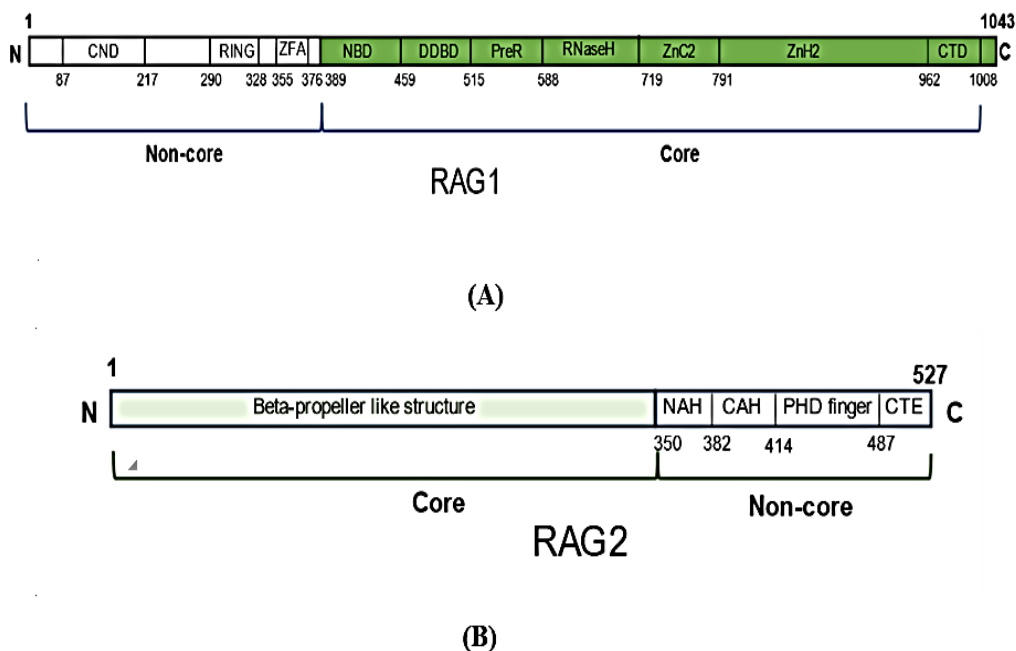 1 1043
N CND RING ZFA NBD DDBD PreR RNaseH ZnC2 ZnH2 CTD C
87 217 290 328 355 376 389 459 515 588 719 791 962 1008
Non-core Core
RAG1
(A)
1 527
N Beta-propeller like structure NAH CAH PHD finger CTE C
350 382 414 487
Core Non-core
RAG2
(B)